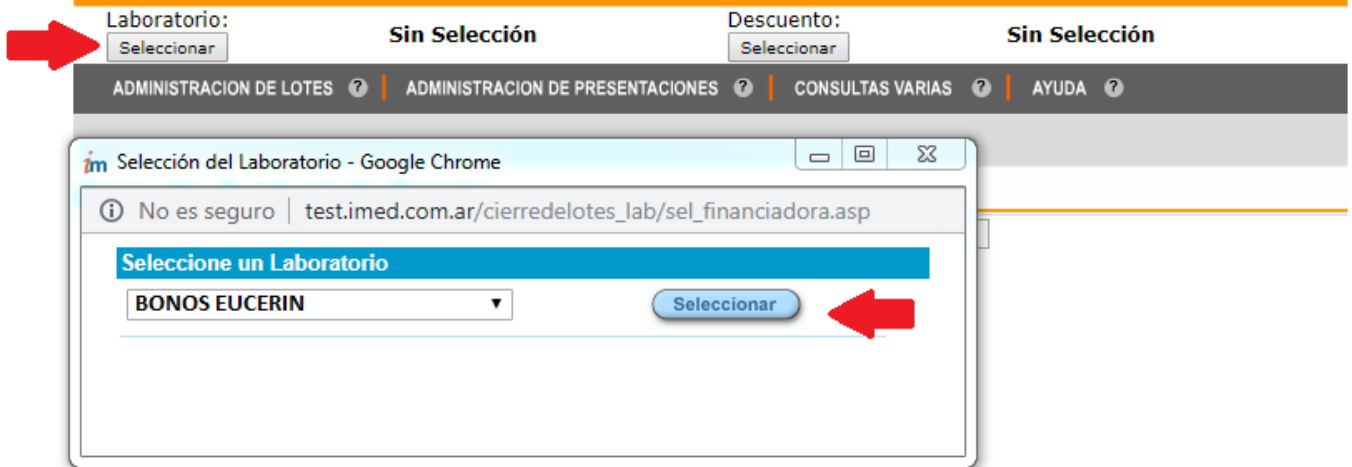 Laboratorio: Descuento:
Seleccionar Sin Selección Seleccionar Sin Selección
ADMINISTRACION DE LOTES ? ADMINISTRACION DE PRESENTACIONES ? CONSULTAS VARIAS ? AYUDA ?
im Selección del Laboratorio - Google Chrome
No es seguro | test.imed.com.ar/cierredelotes_lab/sel_financiadora.asp
Seleccione un Laboratorio
BONOS EUCERIN Seleccionar